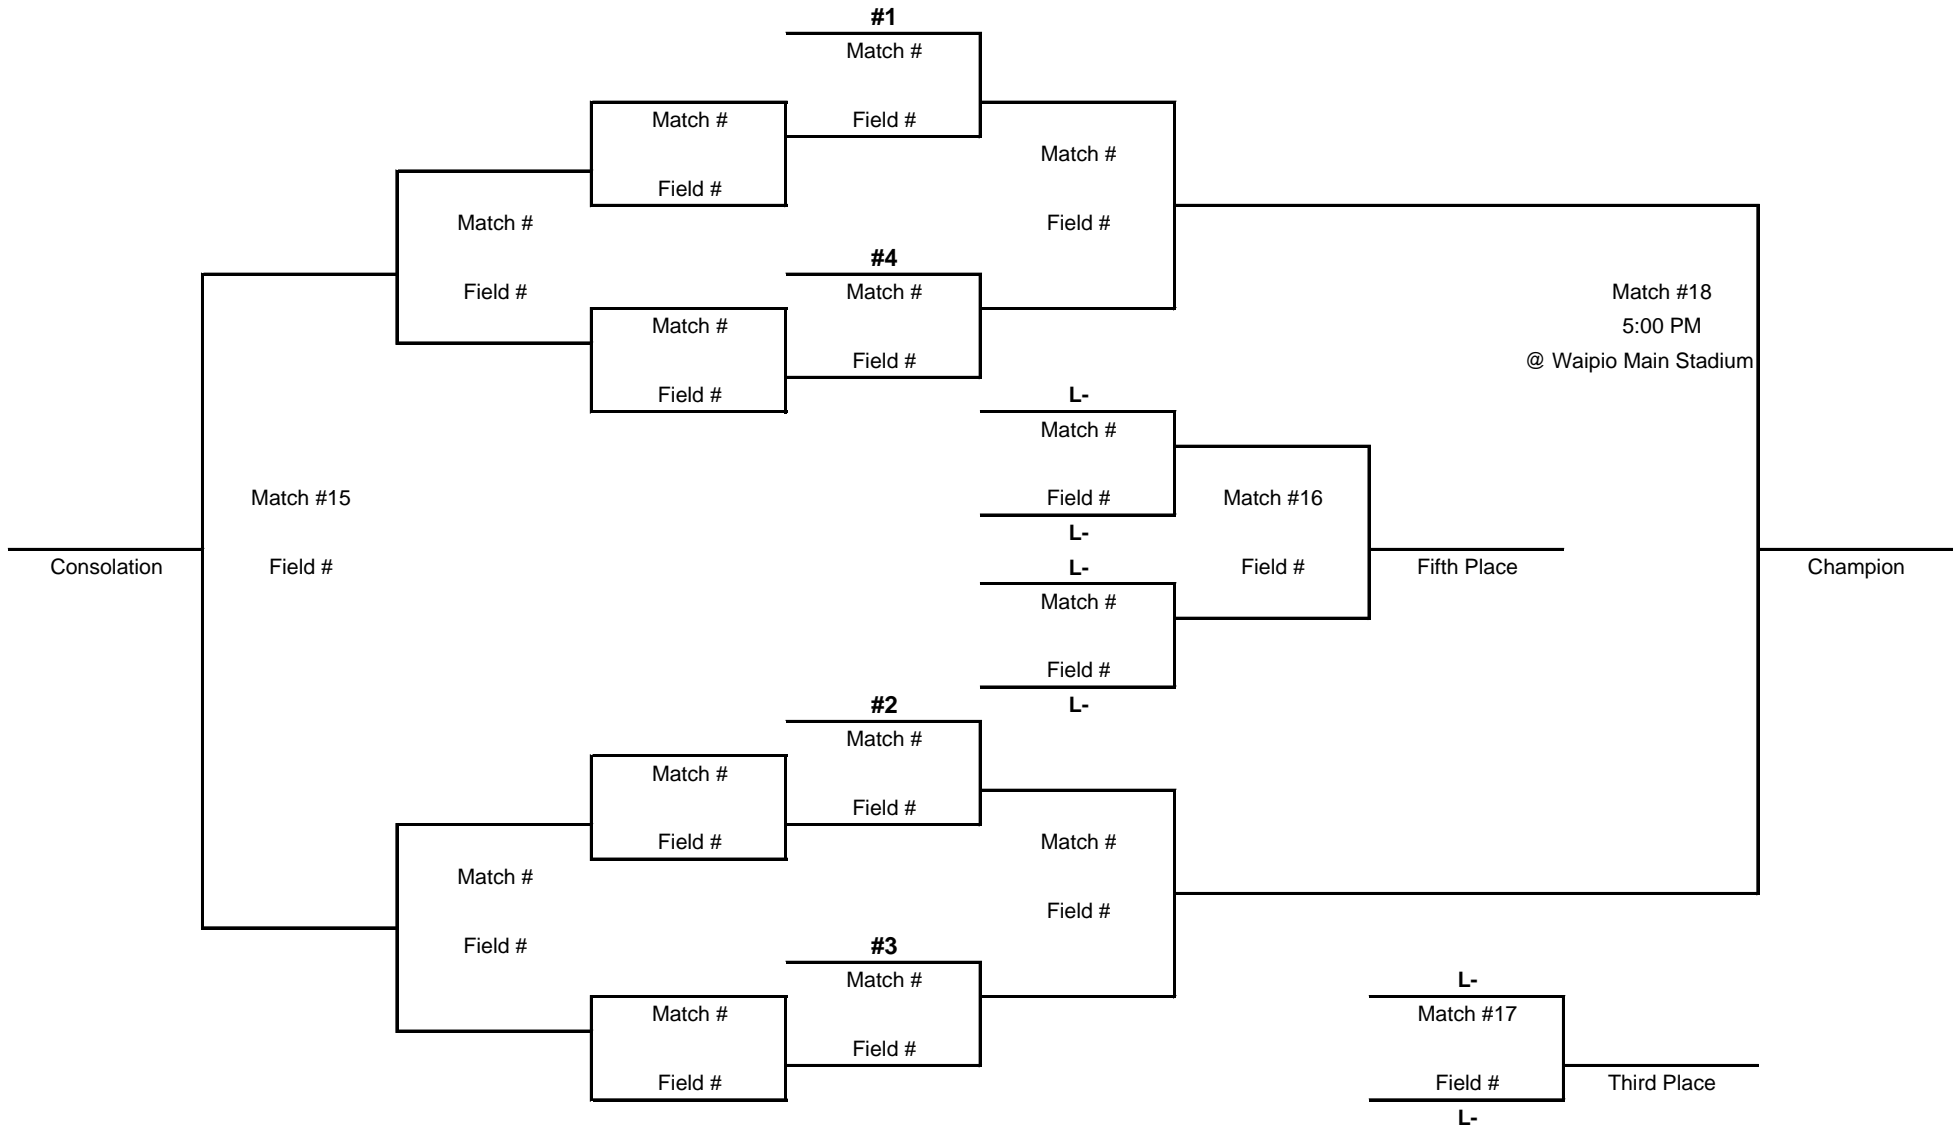 #1
Match #
Match #
Field #
Match #
Field #
Match #
Field #
Field #
#4
Field #
Match #
Match #18
Match #
5:00 PM
Field #
@ Waipio Main Stadium
Field #
L-
Match #
Match #15
Field #
Match #16
L-
Consolation
Field #
L-
Field #
Fifth Place
Champion
Match #
Field #
#2
L-
Match #
Match #
Field #
Field #
Match #
Match #
Field #
Field #
#3
Match #
L-
Match #
Match #17
Field #
Field #
Field #
Third Place
L-